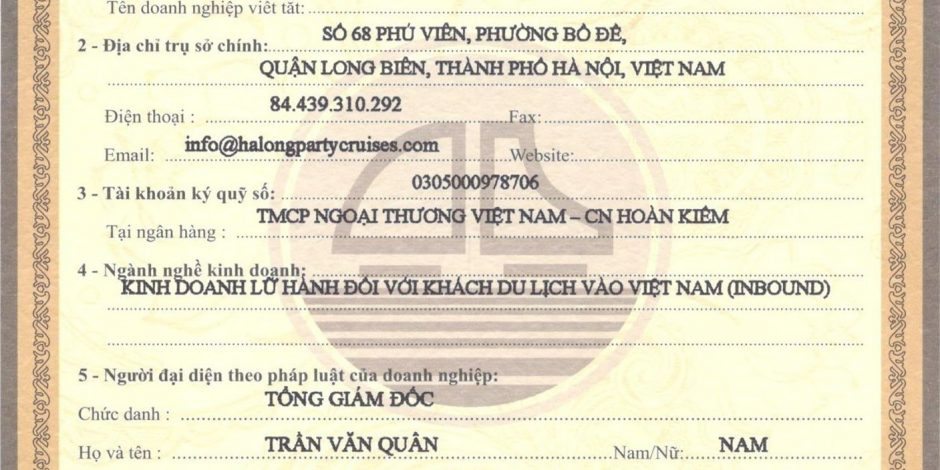 Tên doanh nghiệp viết tắt:
SỐ 68 PHÚ VIÊN, PHƯỜNG BỒ ĐỀ,
2 - Địa chỉ trụ sở chính:
QUẬN LONG BIÊN, THÀNH PHỐ HÀ NỘI, VIỆT NAM
Điện thoại : 84.439.310.292 Fax:
Email: info@halongpartycruises.com Website:
3 - Tài khoản ký quỹ số: 0305000978706
Tại ngân hàng : TMCP NGOẠI THƯƠNG VIỆT NAM – CN HOÀN KIẾM
4 - Ngành nghề kinh doanh:
KINH DOANH LỮ HÀNH ĐỐI VỚI KHÁCH DU LỊCH VÀO VIỆT NAM (INBOUND)
5 - Người đại diện theo pháp luật của doanh nghiệp:
Chức danh : TỔNG GIÁM ĐỐC
Họ và tên : TRẦN VĂN QUÂN Nam/Nữ: NAM